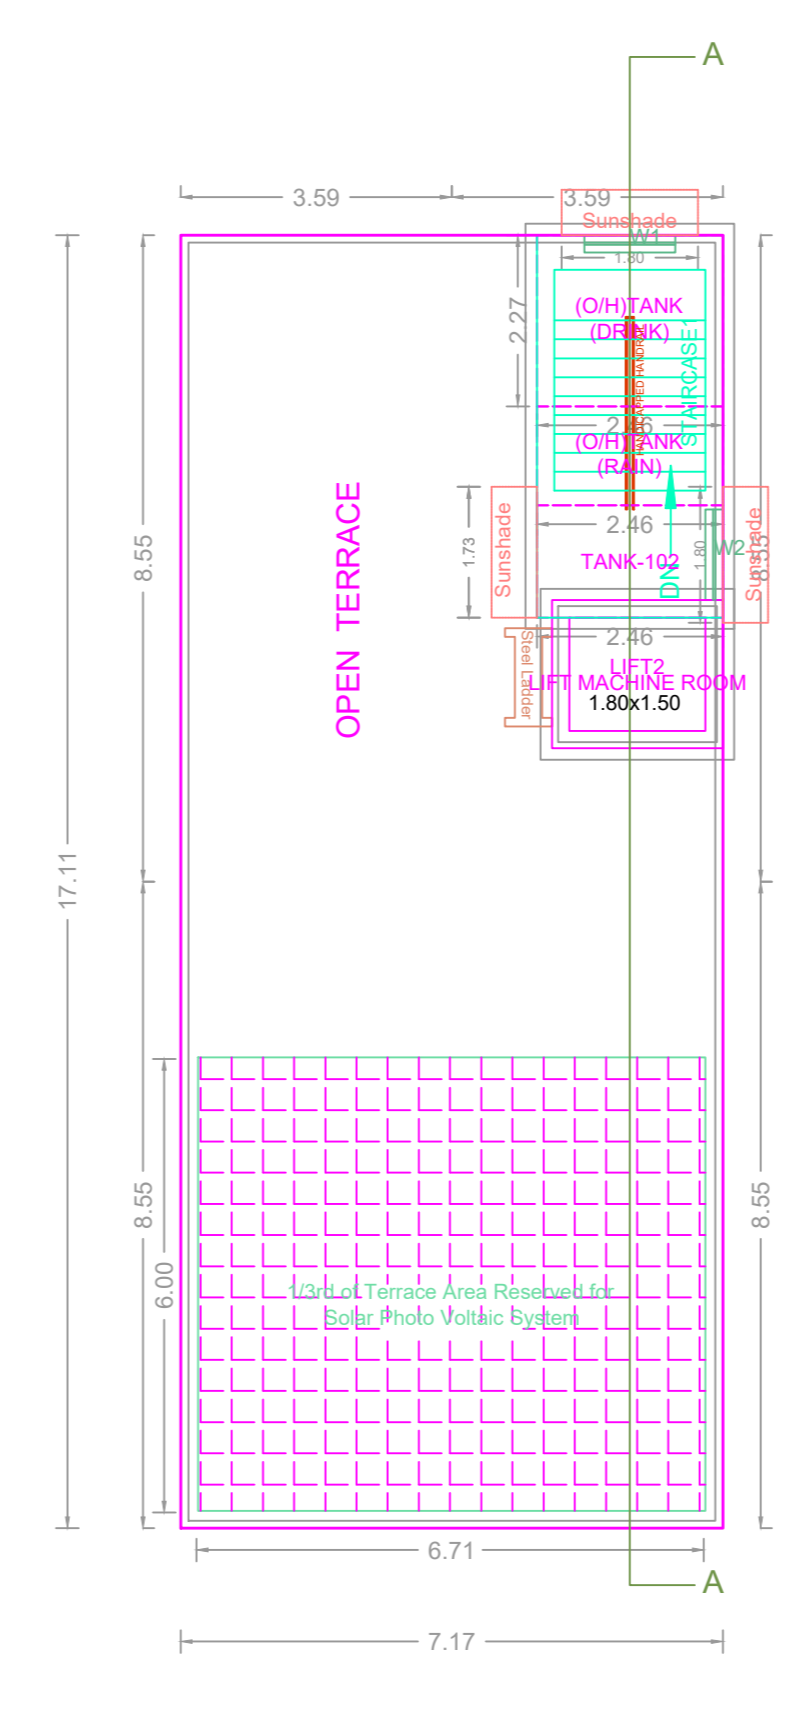 A
3.59
3.59
Sunshade
W1
1.80
(O/H)TANK
(DRINK)
2.27
STAIRCASE1
HANDICAPPED HANDRAIL
2.46
(O/H)TANK
(RAIN)
OPEN TERRACE
8.55
1.73
Sunshade
2.46
1.80
W2
Sunshade
8.55
TANK-102
DN
2.46
Steel Ladder
LIFT2
LIFT MACHINE ROOM
1.80x1.50
17.11
8.55
6.00
1/3rd of Terrace Area Reserved for
Solar Photo Voltaic System
8.55
6.71
A
7.17